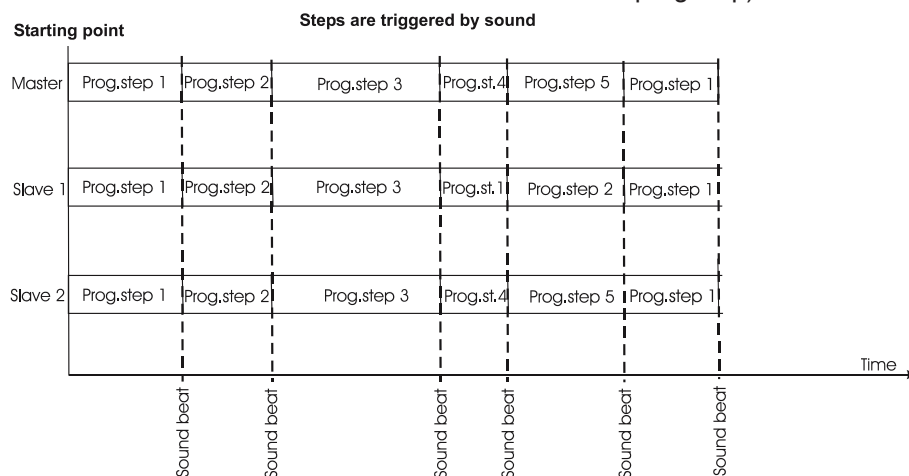 Steps are triggered by sound
Starting point
Master Prog.step 1 Prog.step 2 Prog.step 3 Prog.st.4 Prog.step 5 Prog.step 1
Slave 1 Prog.step 1 Prog.step 2 Prog.step 3 Prog.st.1 Prog.step 2 Prog.step 1
Slave 2 Prog.step 1 Prog.step 2 Prog.step 3 Prog.st.4 Prog.step 5 Prog.step 1
Time
Sound beat
Sound beat
Sound beat
Sound beat
Sound beat
Sound beat